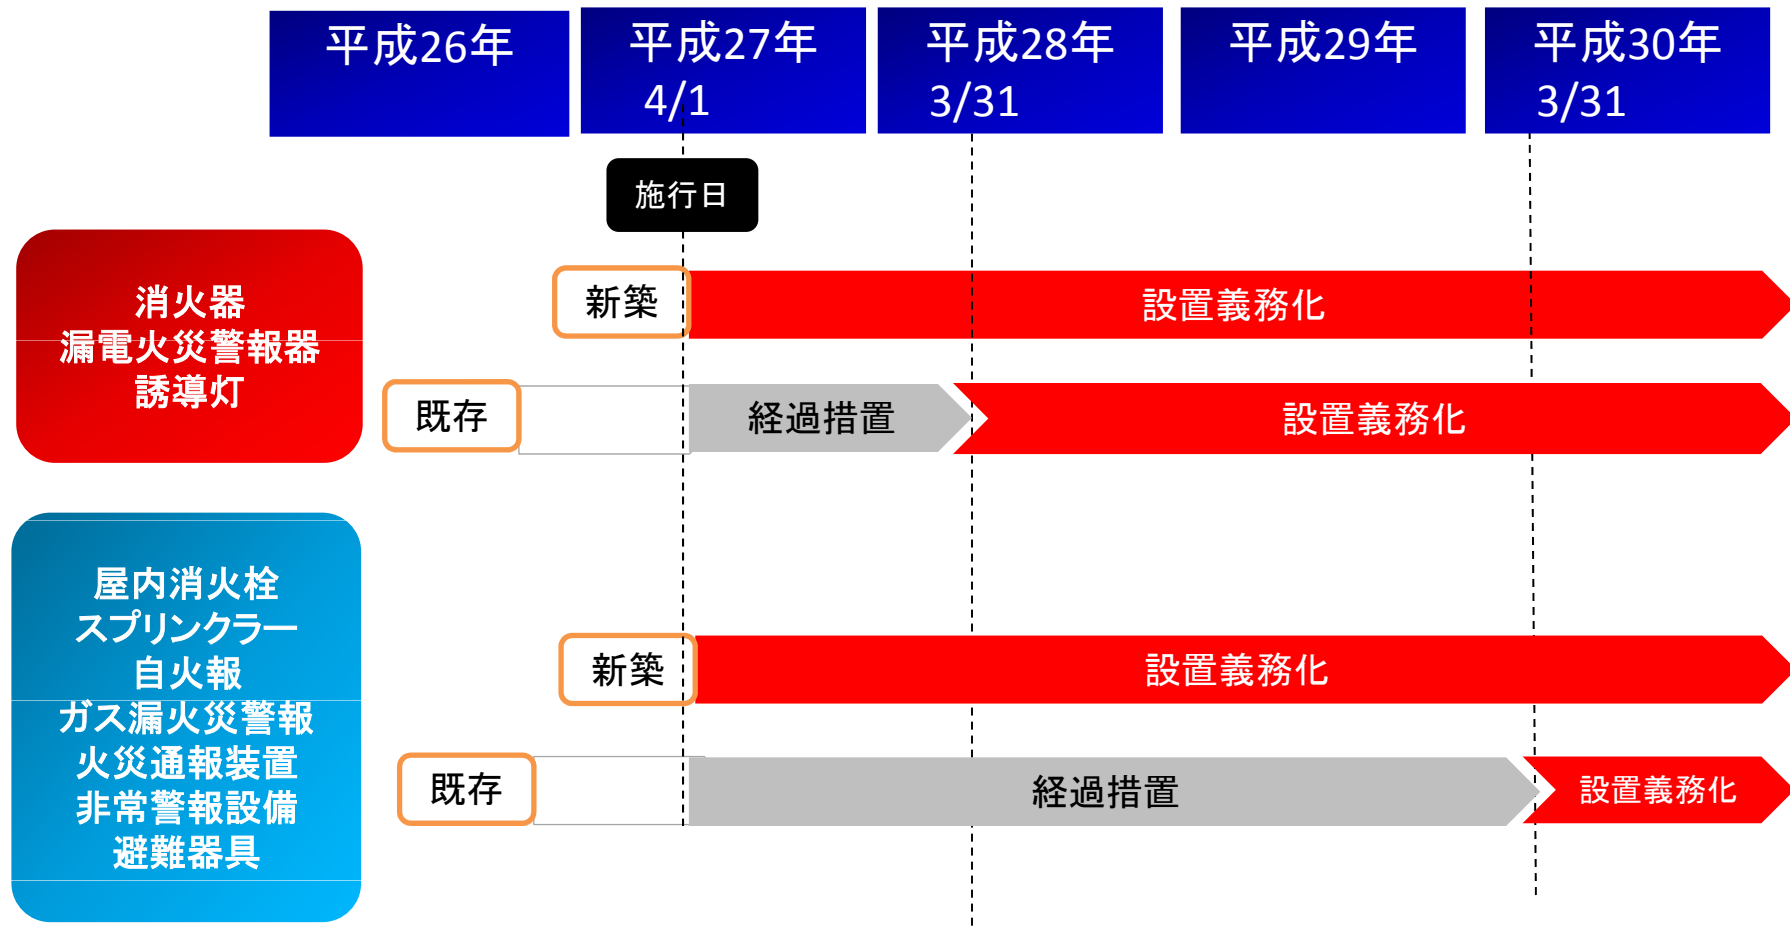 平成26年
平成27年
4/1
平成28年
3/31
平成29年
平成30年
3/31
施行日
消火器
漏電火災警報器
誘導灯
新築
設置義務化
既存
経過措置
設置義務化
屋内消火栓
スプリンクラー
自火報
ガス漏火災警報
火災通報装置
非常警報設備
避難器具
新築
設置義務化
既存
経過措置
設置義務化